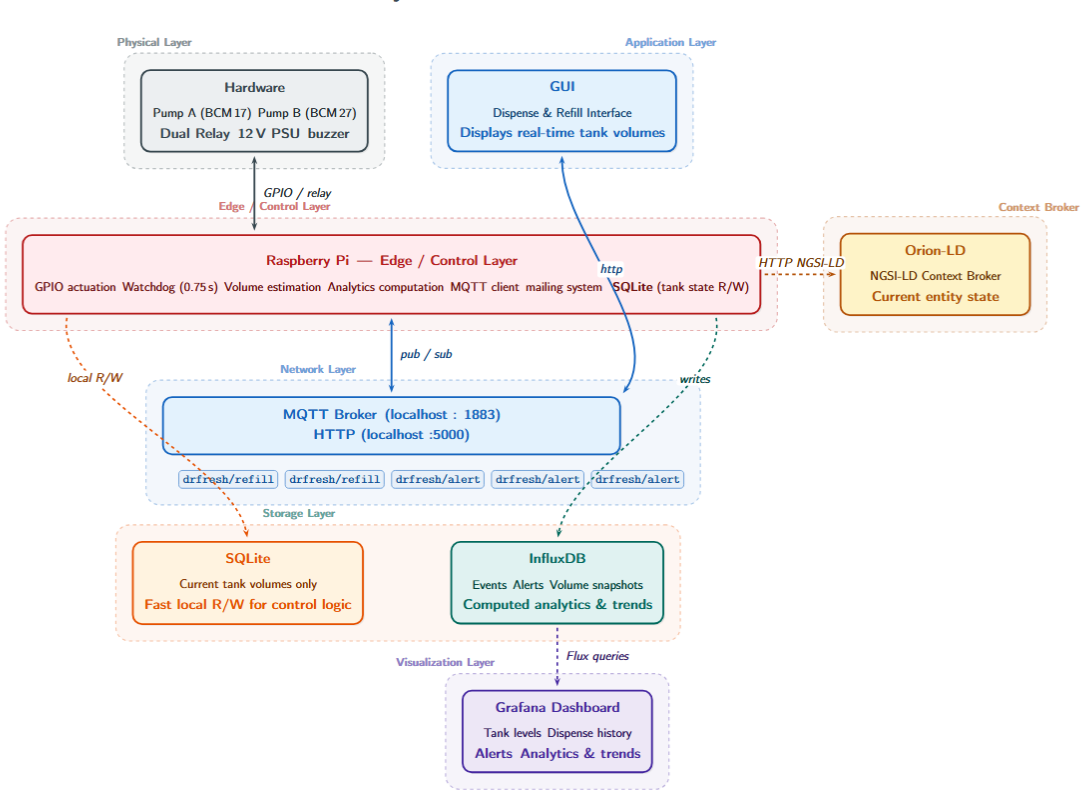 Physical Layer
Application Layer
Hardware
Pump A (BCM 17) Pump B (BCM 27)
Dual Relay 12 V PSU buzzer
GUI
Dispense & Refill Interface
Displays real-time tank volumes
GPIO / relay
Edge / Control Layer
Context Broker
Raspberry Pi — Edge / Control Layer
GPIO actuation Watchdog (0.75 s) Volume estimation Analytics computation MQTT client mailing system SQLite (tank state R/W)
http
HTTP NGSI-LD
Orion-LD
NGSI-LD Context Broker
Current entity state
pub / sub
local R/W
writes
Network Layer
MQTT Broker (localhost : 1883)
HTTP (localhost :5000)
drfresh/refill
drfresh/refill
drfresh/alert
drfresh/alert
drfresh/alert
Storage Layer
SQLite
Current tank volumes only
Fast local R/W for control logic
InfluxDB
Events Alerts Volume snapshots
Computed analytics & trends
Flux queries
Visualization Layer
Grafana Dashboard
Tank levels Dispense history
Alerts Analytics & trends